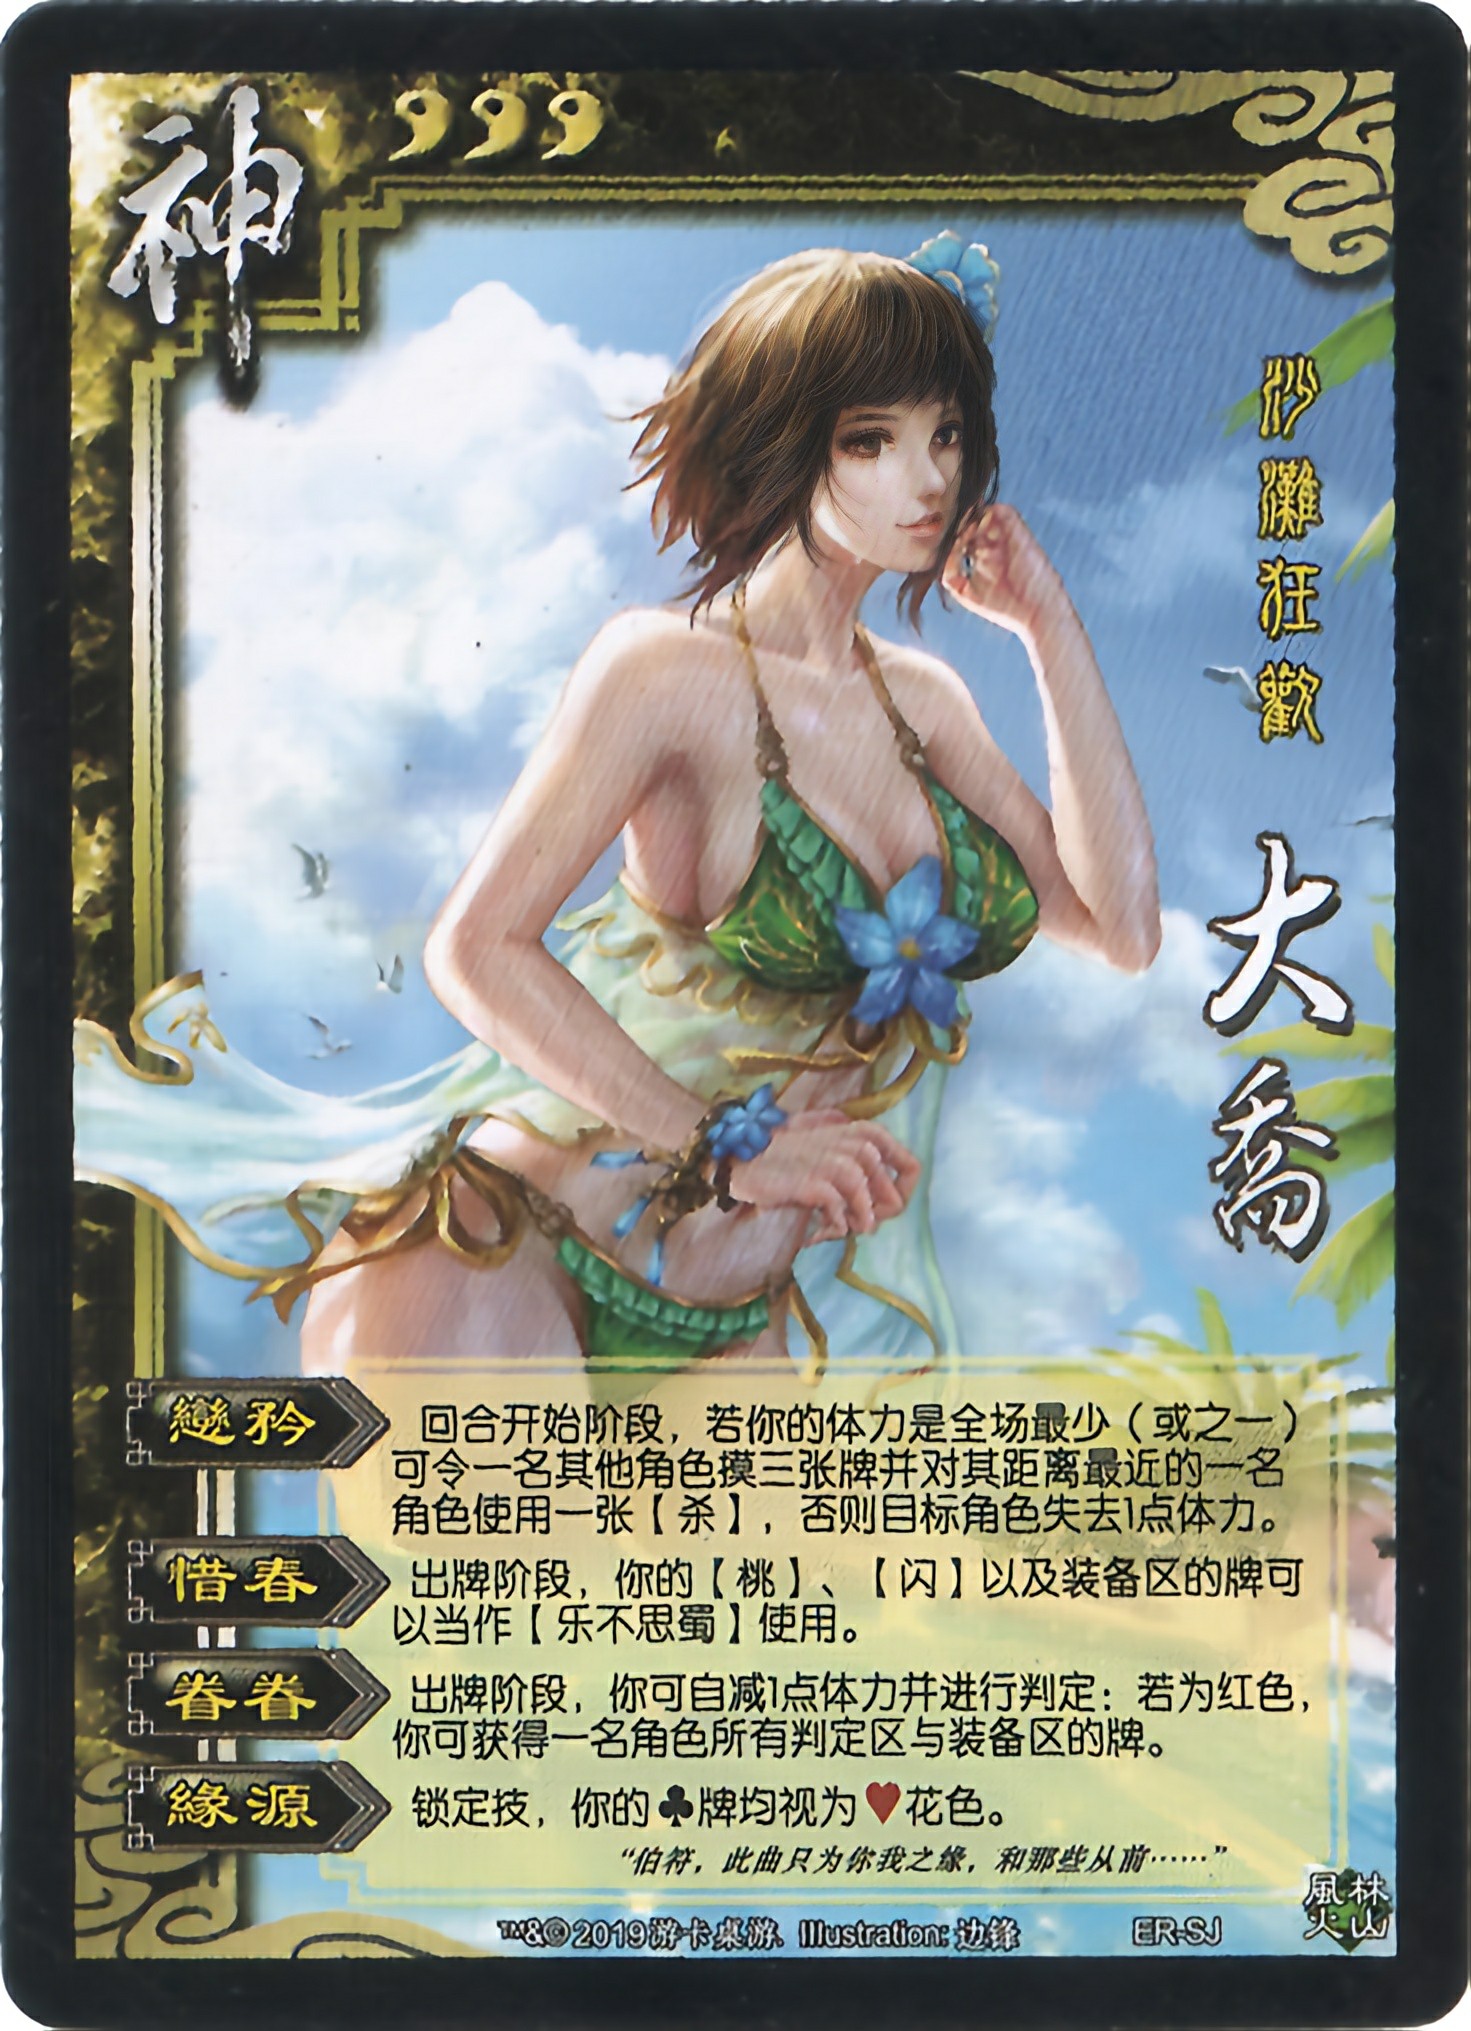 神
沙灘狂歡
大喬
戀矜
回合开始阶段，若你的体力是全场最少（或之一）
可令一名其他角色摸三张牌并对其距离最近的一名
角色使用一张【杀】，否则目标角色失去1点体力。
惜春
出牌阶段，你的【桃】、【闪】以及装备区的牌可
以当作【乐不思蜀】使用。
眷眷
出牌阶段，你可自减1点体力并进行判定：若为红色，
你可获得一名角色所有判定区与装备区的牌。
緣源
锁定技，你的♣牌均视为♥花色。
“伯符，此曲只为你我之缘，和那些从前……”
™&©2019游卡桌游. Illustration: 边锋
ER-SJ
風林
火山